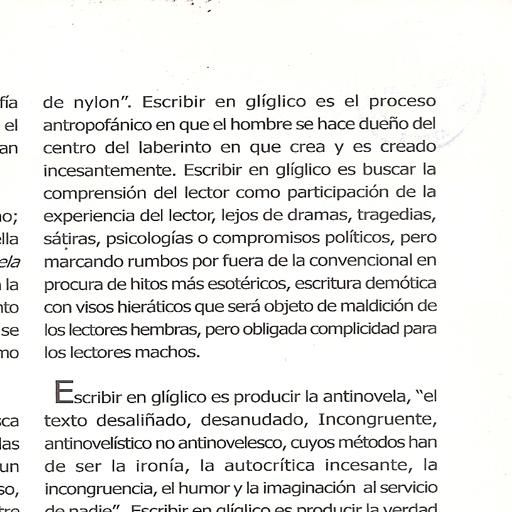 fía
el
an
no;
ella
ela
la
nto
se
mo
sca
las
un
so,
de nylon”. Escribir en glíglico es el proceso
antropofánico en que el hombre se hace dueño del
centro del laberinto en que crea y es creado
incesantemente. Escribir en glíglico es buscar la
comprensión del lector como participación de la
experiencia del lector, lejos de dramas, tragedias,
sátiras, psicologías o compromisos políticos, pero
marcando rumbos por fuera de la convencional en
procura de hitos más esotéricos, escritura demótica
con visos hieráticos que será objeto de maldición de
los lectores hembras, pero obligada complicidad para
los lectores machos.
Escribir en glíglico es producir la antinovela, “el
texto desaliñado, desanudado, Incongruente,
antinovelístico no antinovelesco, cuyos métodos han
de ser la ironía, la autocrítica incesante, la
incongruencia, el humor y la imaginación al servicio
de nadie”. Escribir en glíglico es producir la verdad